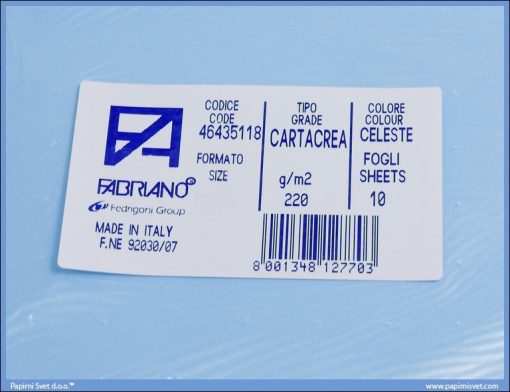 FABRIANO®
Fedrigoni Group
MADE IN ITALY
F.NE 92030/07
CODICE
CODE
46435118
FORMATO
SIZE
TIPO
GRADE
CARTACREA
g/m2
220
COLORE
COLOUR
CELESTE
FOGLI
SHEETS
10
8 001348 127703
Papirni Svet d.o.o.™
www.papirnisvet.com